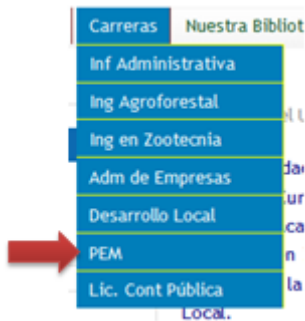 Carreras Nuestra Bibliot
Inf Administrativa
Ing Agroforestal
Ing en Zootecnia
Adm de Empresas
Desarrollo Local
PEM
Lic. Cont Pública
la
Local.